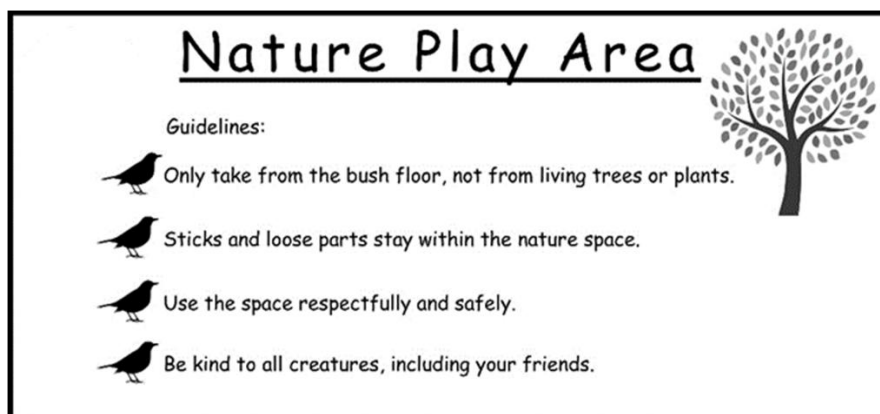 Nature Play Area
Guidelines:
Only take from the bush floor, not from living trees or plants.
Sticks and loose parts stay within the nature space.
Use the space respectfully and safely.
Be kind to all creatures, including your friends.